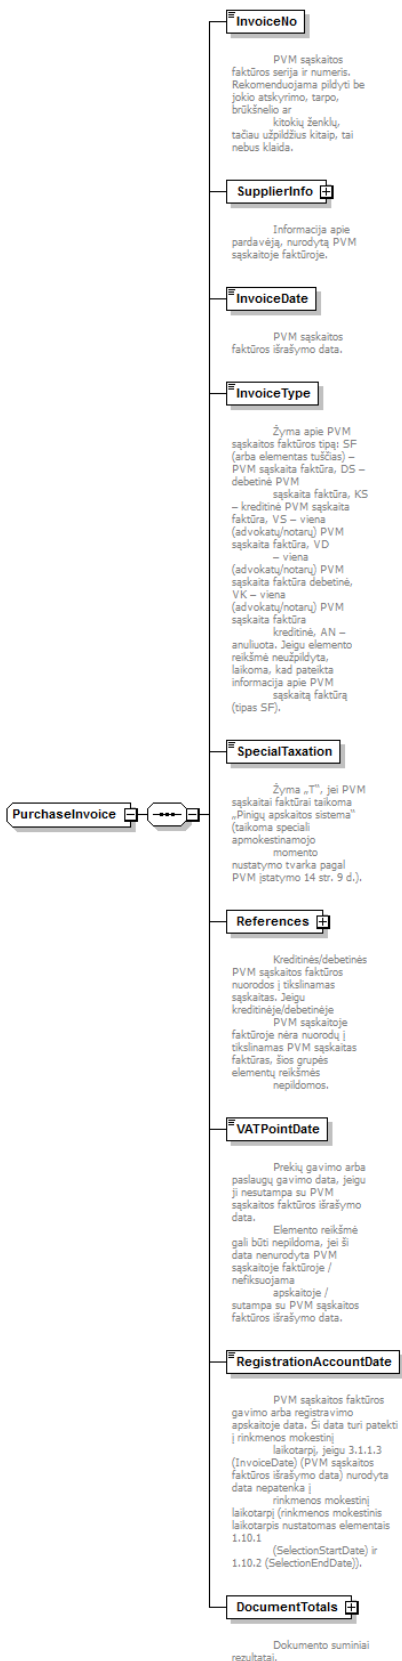 InvoiceNo
PVM sąskaitos
faktūros serija ir numeris.
Rekomenduojama pildyti be
jokio atskyrimo, tarpo,
brūkšnelio ar
kitokių ženklų,
tačiau užpildžius kitaip, tai
nebus klaida.
SupplierInfo
Informacija apie
pardavėją, nurodytą PVM
sąskaitoje faktūroje.
InvoiceDate
PVM sąskaitos
faktūros išrašymo data.
InvoiceType
Žyma apie PVM
sąskaitos faktūros tipą: SF
(arba elementas tuščias) –
PVM sąskaita faktūra, DS –
debetinė PVM
sąskaita faktūra, KS
– kreditinė PVM sąskaita
faktūra, VS – viena
(advokatų/notarų) PVM
sąskaita faktūra, VD
– viena
(advokatų/notarų) PVM
sąskaita faktūra debetinė,
VK – viena
(advokatų/notarų) PVM
sąskaita faktūra
kreditinė, AN –
anuliuota. Jeigu elemento
reikšmė neužpildyta,
laikoma, kad pateikta
informacija apie PVM
sąskaitą faktūrą
(tipas SF).
SpecialTaxation
Žyma „T“, jei PVM
sąskaitai faktūrai taikoma
„Pinigų apskaitos sistema“
(taikoma speciali
apmokestinamojo
momento
nustatymo tvarka pagal
PVM įstatymo 14 str. 9 d.).
PurchaseInvoice
References
Kreditinės/debetinės
PVM sąskaitos faktūros
nuorodos į tikslinamas
sąskaitas. Jeigu
kreditinėje/debetinėje
PVM sąskaitoje
faktūroje nėra nuorodų į
tikslinamas PVM sąskaitas
faktūras, šios grupės
elementų reikšmės
nepildomos.
VATPointDate
Prekių gavimo arba
paslaugų gavimo data, jeigu
ji nesutampa su PVM
sąskaitos faktūros išrašymo
data.
Elemento reikšmė
gali būti nepildoma, jei ši
data nenurodyta PVM
sąskaitoje faktūroje /
nefiksuojama
apskaitoje /
sutampa su PVM sąskaitos
faktūros išrašymo data.
RegistrationAccountDate
PVM sąskaitos faktūros
gavimo arba registravimo
apskaitoje data. Ši data turi patekti
į rinkmenos mokestinį
laikotarpį, jeigu 3.1.1.3
(InvoiceDate) (PVM sąskaitos
faktūros išrašymo data) nurodyta
data nepatenka į
rinkmenos mokestinį
laikotarpį (rinkmenos mokestinis
laikotarpis nustatomas elementais
1.10.1
(SelectionStartDate) ir
1.10.2 (SelectionEndDate)).
DocumentTotals
Dokumento suminiai
rezultatai.